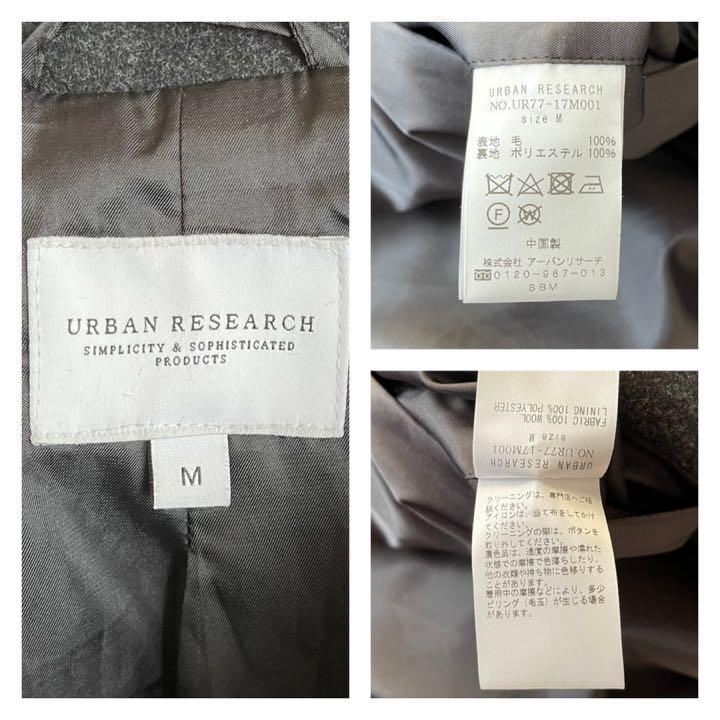 URBAN RESEARCH
SIMPLICITY & SOPHISTICATED
PRODUCTS
M
URBAN RESEARCH
NO.UR77-17M001
size M
表地 毛 100%
裏地 ポリエステル 100%
F
W
中国製
株式会社 アーバンリサーチ
0120-967-013
SBM
FABRIC 100% WOOL
LINING 100% POLYESTER
size M
NO.UR77-17M001
URBAN RESEARCH
クリーニングは、専門店へご相
談ください。
アイロンは、当て布をしてかけ
てください。
クリーニングの際は、ボタンを
取り外してください。
濃色品は、過度の摩擦や濡れた
状態での摩擦で色落ちしたり、
他の衣類や持ち物に色移りする
ことがあります。
着用中の摩擦などにより、多少
ピリング(毛玉)が生じる場合
があります。